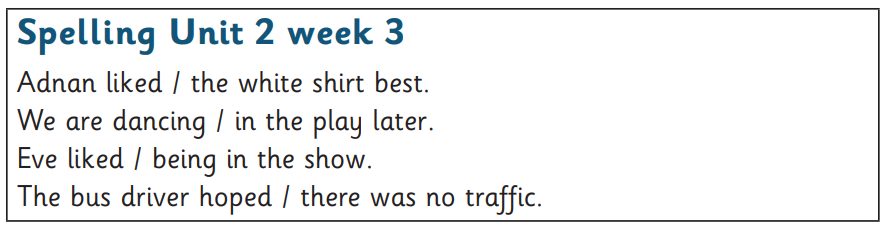 Spelling Unit 2 week 3
Adnan liked / the white shirt best.
We are dancing / in the play later.
Eve liked / being in the show.
The bus driver hoped / there was no traffic.